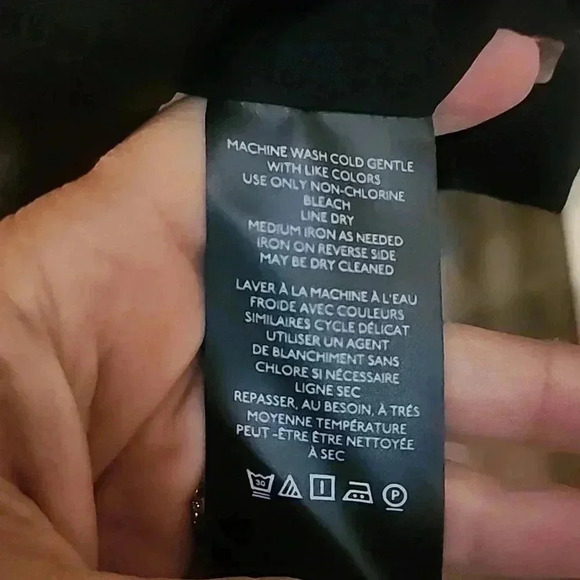 MACHINE WASH COLD GENTLE
WITH LIKE COLORS
USE ONLY NON-CHLORINE
BLEACH
LINE DRY
MEDIUM IRON AS NEEDED
IRON ON REVERSE SIDE
MAY BE DRY CLEANED
LAVER À LA MACHINE À L'EAU
FROIDE AVEC COULEURS
SIMILAIRES CYCLE DÉLICAT
UTILISER UN AGENT
DE BLANCHIMENT SANS
CHLORE SI NÉCESSAIRE
LIGNE SEC
REPASSER, AU BESOIN, À TRÉS
MOYENNE TEMPÉRATURE
PEUT -ÊTRE ÊTRE NETTOYÉE
À SEC
30 P